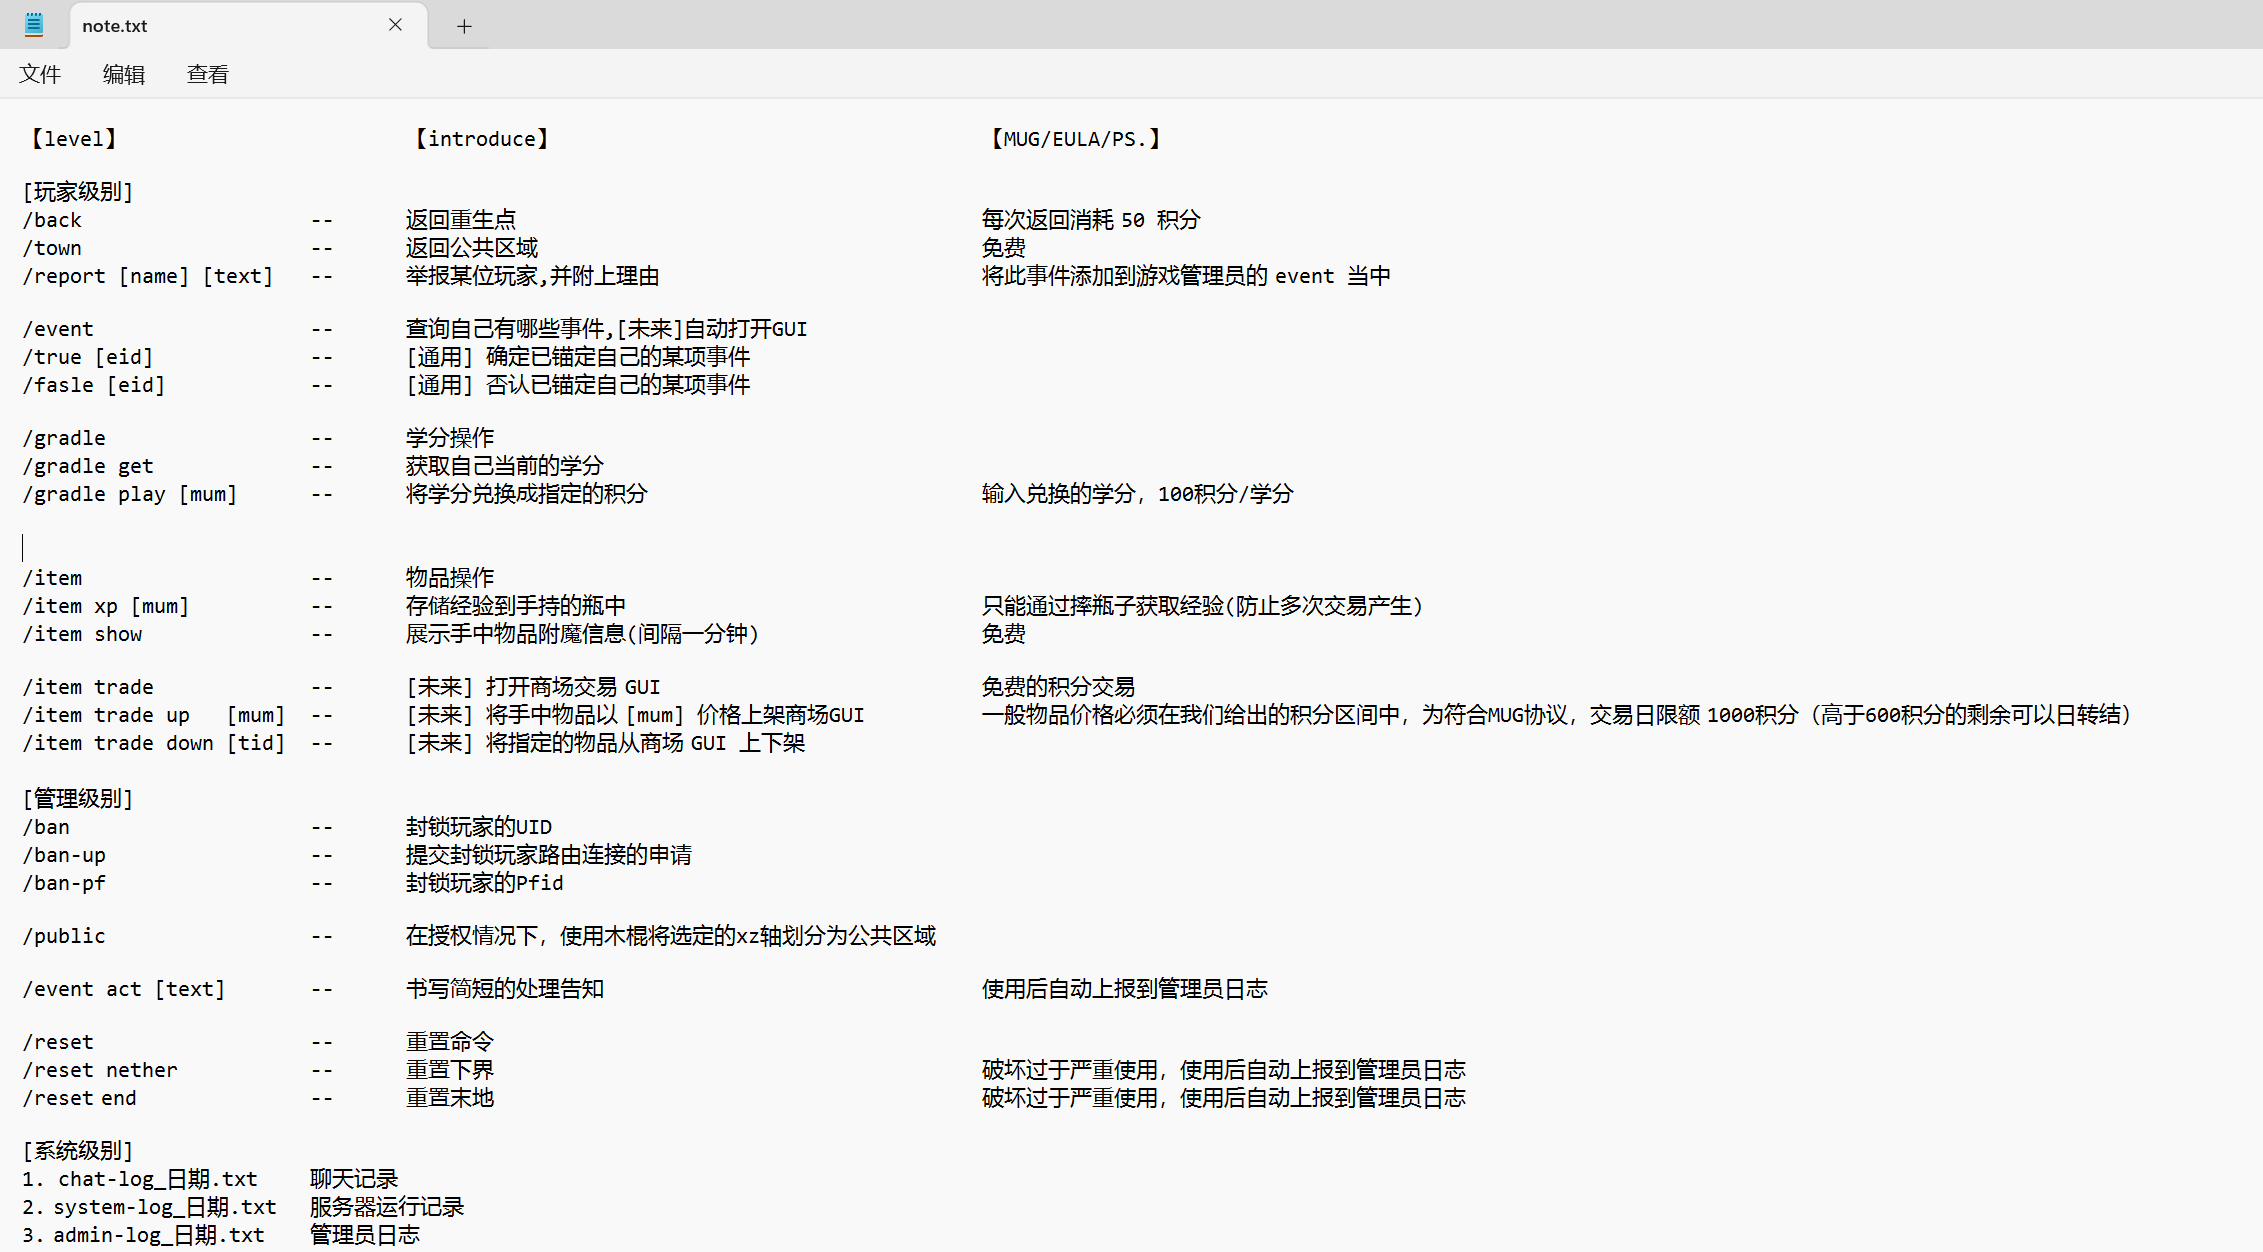 note.txt
文件 编辑 查看
【level】 【introduce】 【MUG/EULA/PS.】
[玩家级别]
/back -- 返回重生点 每次返回消耗 50 积分
/town -- 返回公共区域 免费
/report [name] [text] -- 举报某位玩家,并附上理由 将此事件添加到游戏管理员的 event 当中
/event -- 查询自己有哪些事件,[未来]自动打开GUI
/true [eid] -- [通用] 确定已锚定自己的某项事件
/fasle [eid] -- [通用] 否认已锚定自己的某项事件
/gradle -- 学分操作
/gradle get -- 获取自己当前的学分
/gradle play [mum] -- 将学分兑换成指定的积分 输入兑换的学分，100积分/学分
/item -- 物品操作
/item xp [mum] -- 存储经验到手持的瓶中 只能通过摔瓶子获取经验(防止多次交易产生)
/item show -- 展示手中物品附魔信息(间隔一分钟) 免费
/item trade -- [未来] 打开商场交易 GUI 免费的积分交易
/item trade up [mum] -- [未来] 将手中物品以 [mum] 价格上架商场GUI 一般物品价格必须在我们给出的积分区间中，为符合MUG协议，交易日限额 1000积分（高于600积分的剩余可以日转结）
/item trade down [tid] -- [未来] 将指定的物品从商场 GUI 上下架
[管理级别]
/ban -- 封锁玩家的UID
/ban-up -- 提交封锁玩家路由连接的申请
/ban-pf -- 封锁玩家的Pfid
/public -- 在授权情况下，使用木棍将选定的xz轴划分为公共区域
/event act [text] -- 书写简短的处理告知 使用后自动上报到管理员日志
/reset -- 重置命令
/reset nether -- 重置下界 破坏过于严重使用，使用后自动上报到管理员日志
/reset end -- 重置末地 破坏过于严重使用，使用后自动上报到管理员日志
[系统级别]
1. chat-log_日期.txt 聊天记录
2. system-log_日期.txt 服务器运行记录
3. admin-log_日期.txt 管理员日志